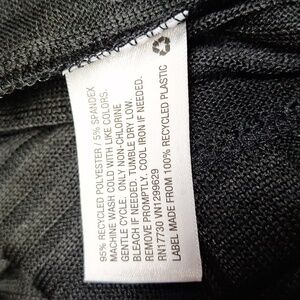 95% RECYCLED POLYESTER / 5% SPANDEX
MACHINE WASH COLD WITH LIKE COLORS.
GENTLE CYCLE. ONLY NON-CHLORINE
BLEACH IF NEEDED. TUMBLE DRY LOW.
REMOVE PROMPTLY. COOL IRON IF NEEDED.
RN17730 VN1299629
LABEL MADE FROM 100% RECYCLED PLASTIC